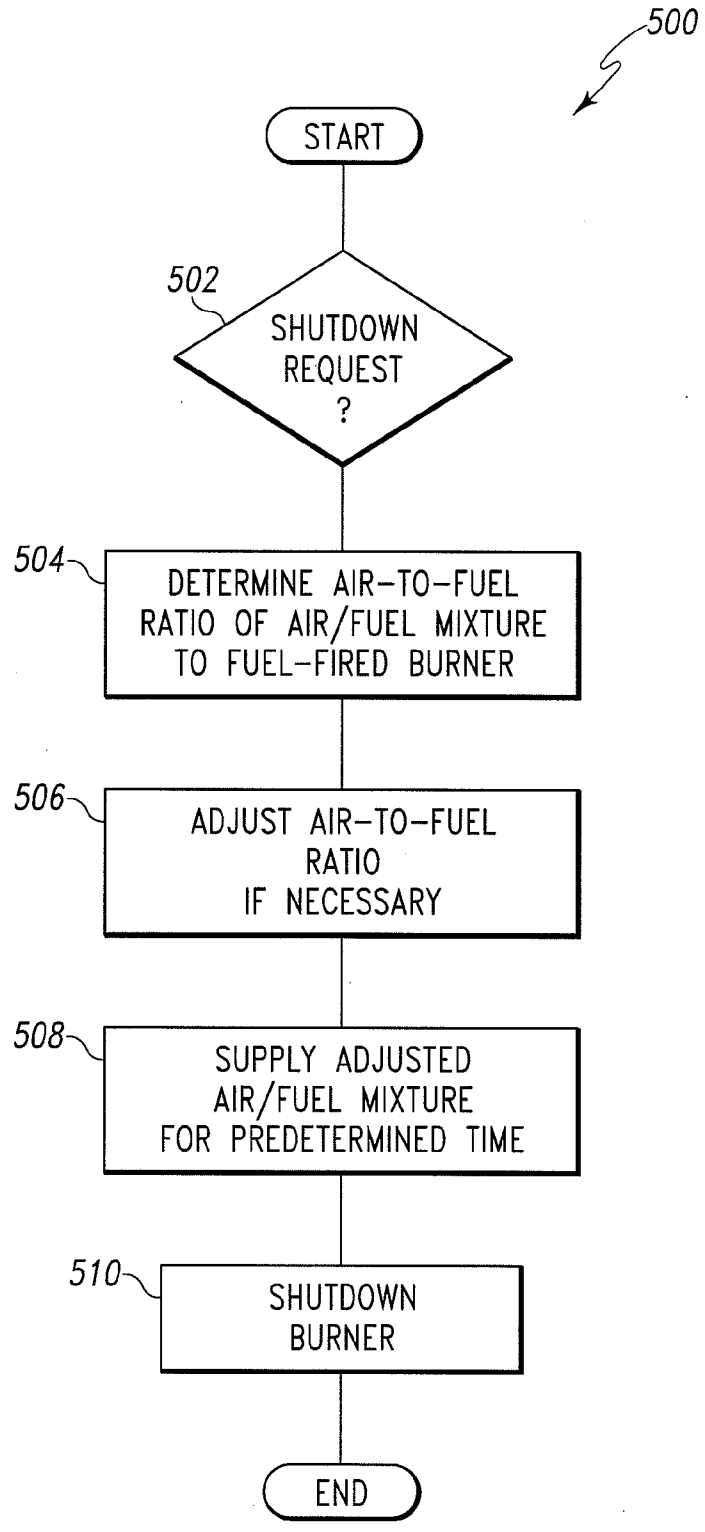 500
START
502
SHUTDOWN
REQUEST
?
504
DETERMINE AIR-TO-FUEL
RATIO OF AIR/FUEL MIXTURE
TO FUEL-FIRED BURNER
506
ADJUST AIR-TO-FUEL
RATIO
IF NECESSARY
508
SUPPLY ADJUSTED
AIR/FUEL MIXTURE
FOR PREDETERMINED TIME
510
SHUTDOWN
BURNER
END